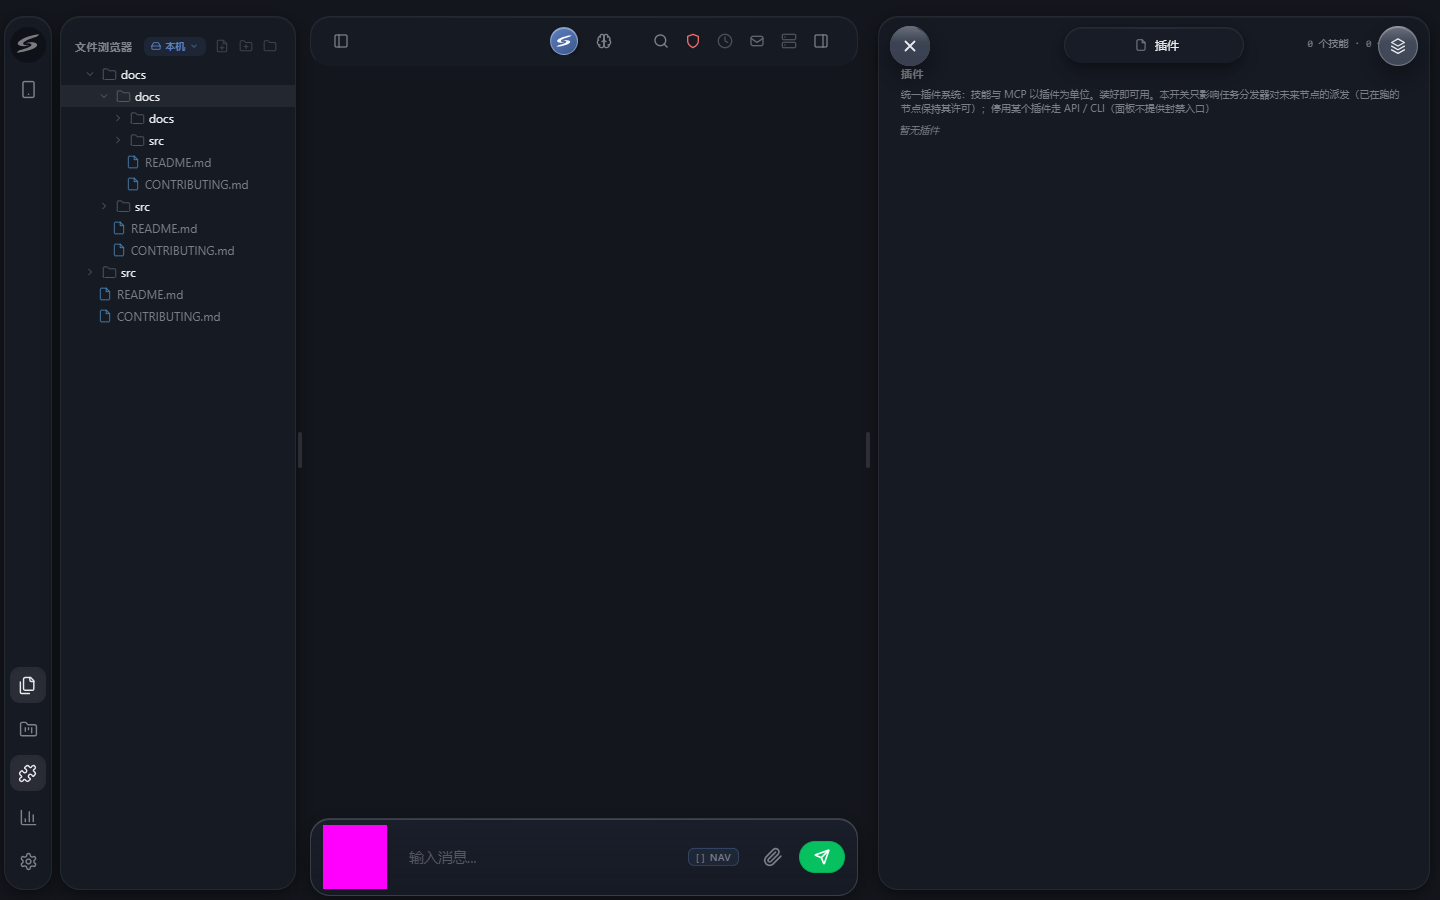 文件浏览器
本机
docs
docs
docs
src
README.md
CONTRIBUTING.md
src
README.md
CONTRIBUTING.md
src
README.md
CONTRIBUTING.md
输入消息...
[ ] NAV
插件
0 个技能 · 0
插件
统一插件系统：技能与 MCP 以插件为单位。装好即可用。本开关只影响任务分发器对未来节点的派发（已在跑的
节点保持其许可）；停用某个插件走 API / CLI（面板不提供封禁入口）
暂无插件